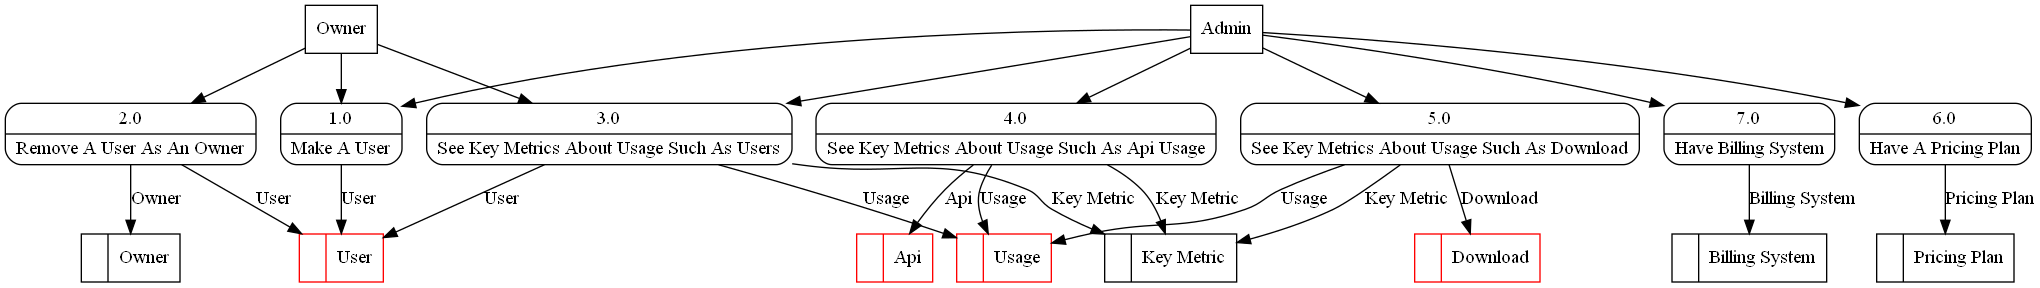 Owner
Admin
2.0
Remove A User As An Owner
1.0
Make A User
3.0
See Key Metrics About Usage Such As Users
4.0
See Key Metrics About Usage Such As Api Usage
5.0
See Key Metrics About Usage Such As Download
7.0
Have Billing System
6.0
Have A Pricing Plan
Owner
User
User
User
Usage
Api
Usage
Key Metric
Key Metric
Usage
Key Metric
Download
Billing System
Pricing Plan
Owner
User
Api
Usage
Key Metric
Download
Billing System
Pricing Plan